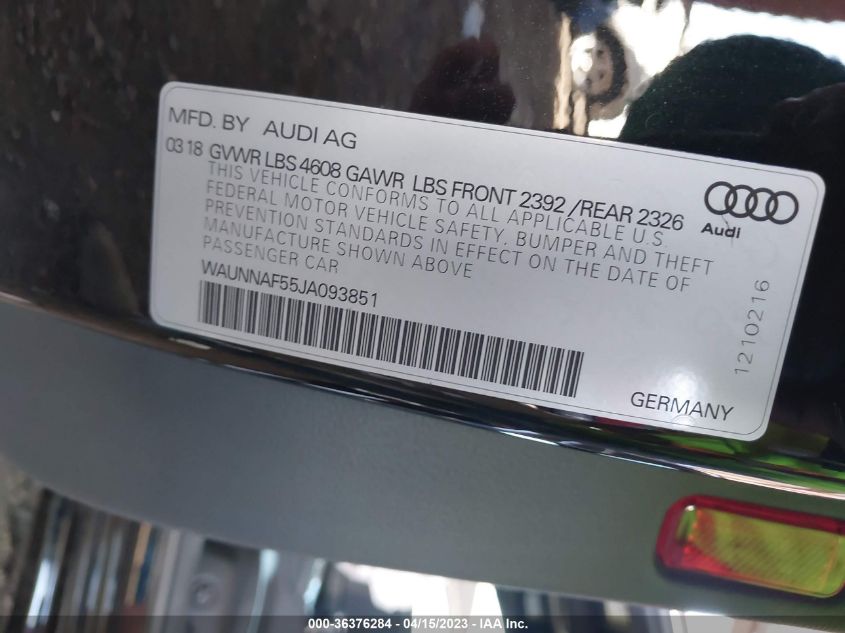 MFD. BY AUDI AG
03 18 GVWR LBS 4608 GAWR LBS FRONT 2392 /REAR 2326
THIS VEHICLE CONFORMS TO ALL APPLICABLE U.S.
FEDERAL MOTOR VEHICLE SAFETY, BUMPER AND THEFT
PREVENTION STANDARDS IN EFFECT ON THE DATE OF
MANUFACTURE SHOWN ABOVE
PASSENGER CAR
WAUNNAF55JA093851
Audi
1210216
GERMANY
000-36376284 - 04/15/2023 - IAA Inc.